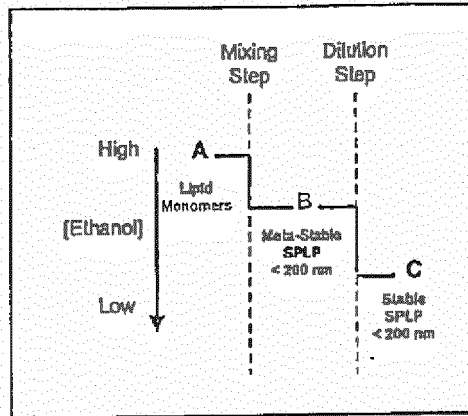 Mixing
Step
Dilution
Step
High
A
Lipid
Monomers
[Ethanol]
B
Meta-Stable
SPLP
< 200 nm
C
Low
Stable
SPLP
< 200 nm